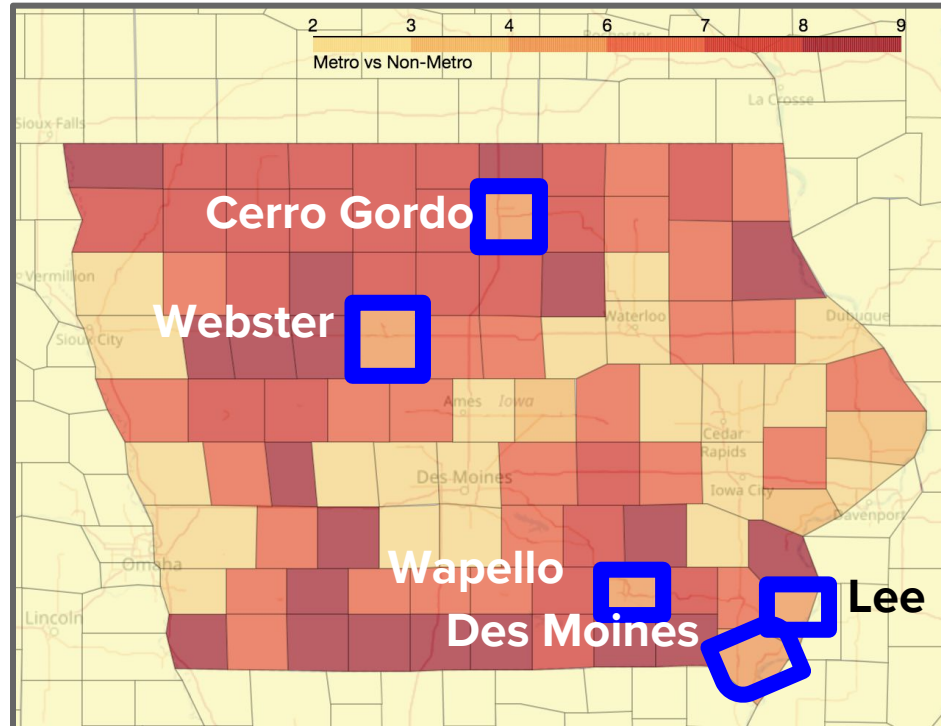 2 3 4 6 7 8 9
Metro vs Non-Metro
Rochester
La Crosse
Sioux Falls
Cerro Gordo
Vermillion
Webster
Sioux City
Waterloo
Dubuque
Ames
Iowa
Cedar
Rapids
Des Moines
Iowa City
Davenport
Omaha
Wapello
Lee
Lincoln
Des Moines